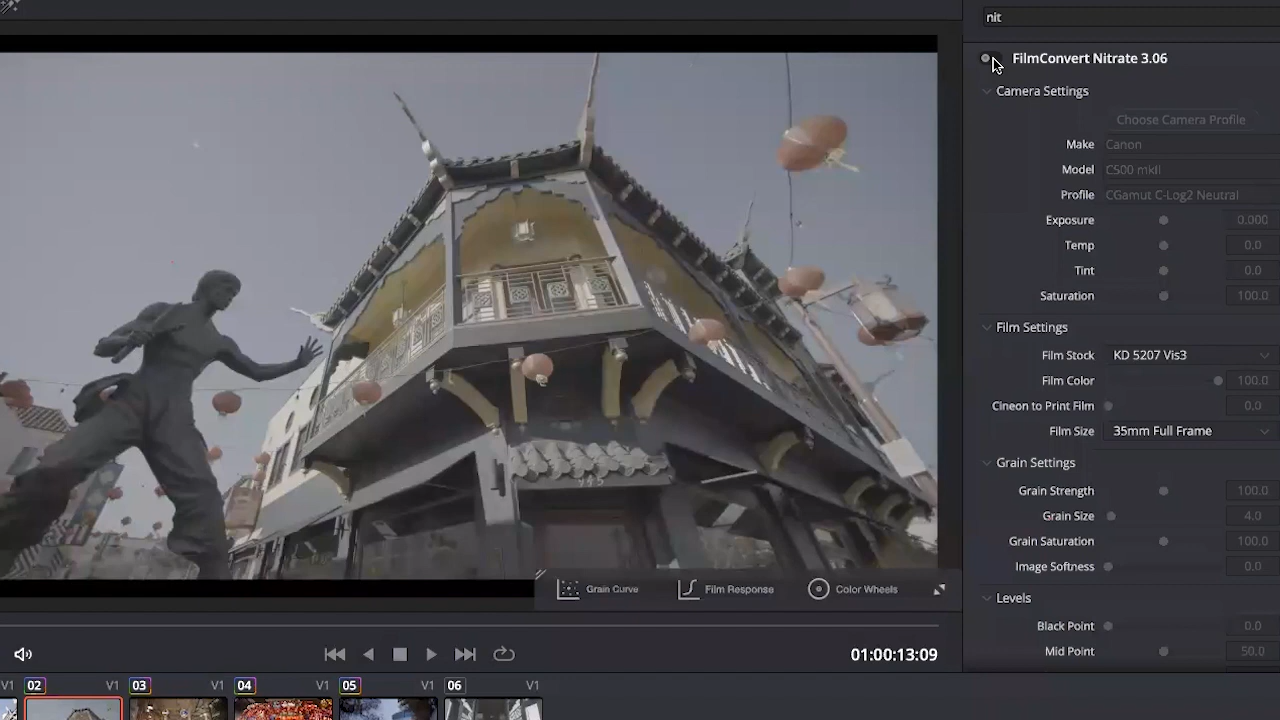 nit
FilmConvert Nitrate 3.06
Camera Settings
Choose Camera Profile
Make Canon
Model C500 mkII
Profile CGamut C-Log2 Neutral
Exposure 0.000
Temp 0.0
Tint 0.0
Saturation 100.0
Film Settings
Film Stock KD 5207 Vis3
Film Color 100.0
Cineon to Print Film 0.0
Film Size 35mm Full Frame
Grain Settings
Grain Strength 100.0
Grain Size 4.0
Grain Saturation 100.0
Image Softness 0.0
Levels
Black Point 0.0
Mid Point 50.0
945
Grain Curve Film Response Color Wheels
01:00:13:09
V1 02 V1 03 V1 04 V1 05 V1 06 V1